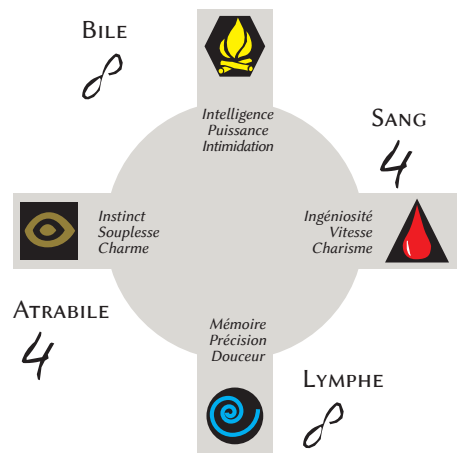 Bile
8
Intelligence
Puissance
Intimidation
Sang
4
Instinct
Souplesse
Charme
Ingéniosité
Vitesse
Charisme
Atrabile
4
Mémoire
Précision
Douceur
Lymphe
8